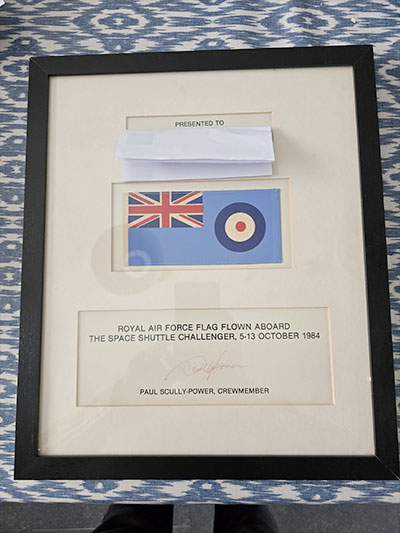 PRESENTED TO
ROYAL AIR FORCE FLAG FLOWN ABOARD
THE SPACE SHUTTLE CHALLENGER, 5-13 OCTOBER 1984
PAUL SCULLY-POWER, CREWMEMBER